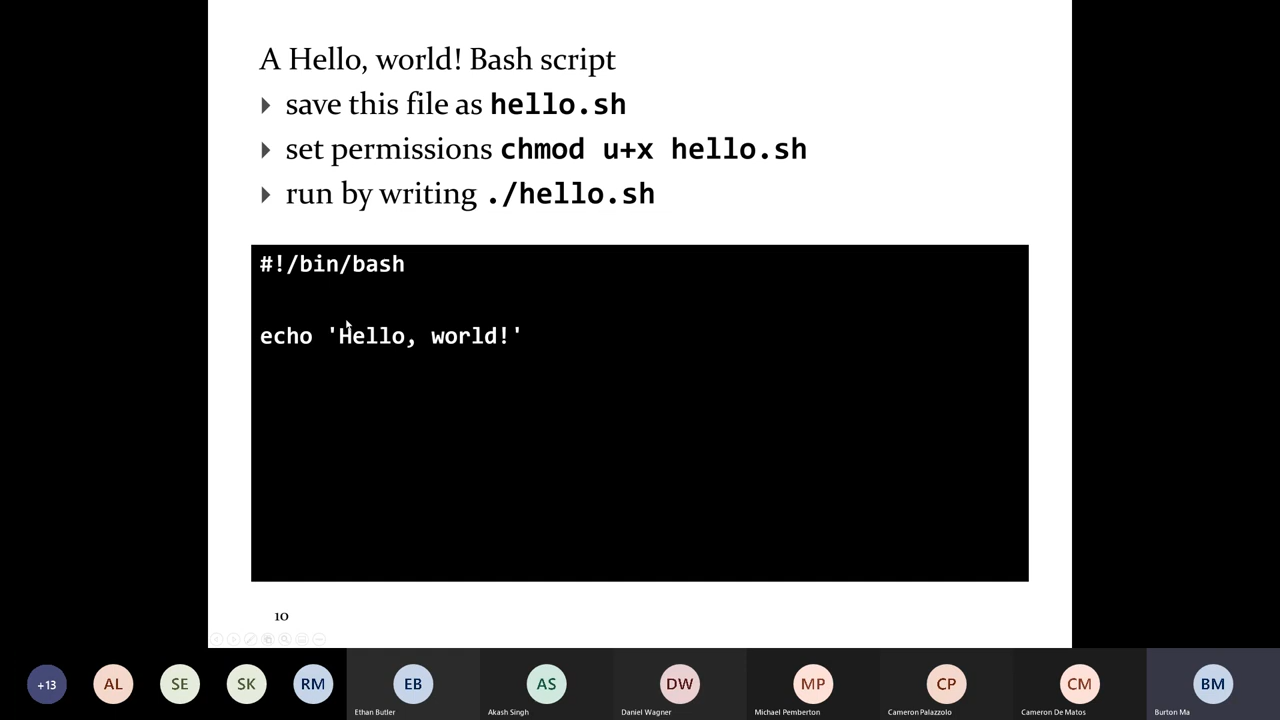 A Hello, world! Bash script
save this file as hello.sh
set permissions chmod u+x hello.sh
run by writing ./hello.sh
#!/bin/bash
echo 'Hello, world!'
10
+13
AL
SE
SK
RM
EB
AS
DW
MP
CP
CM
BM
Ethan Butler
Akash Singh
Daniel Wagner
Michael Pemberton
Cameron Palazzolo
Cameron De Matos
Burton Ma